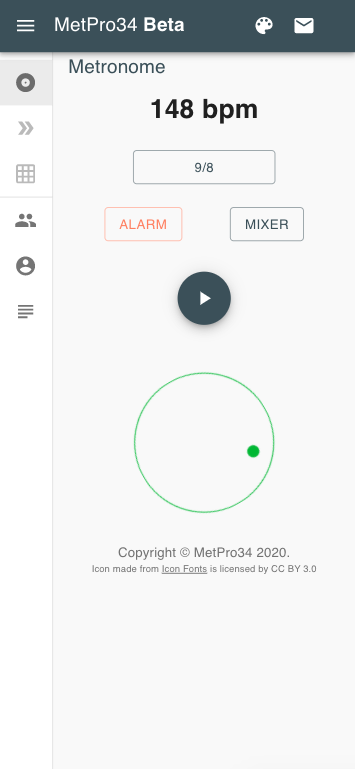 MetPro34 Beta
Metronome
148 bpm
9/8
ALARM MIXER
Copyright © MetPro34 2020.
Icon made from Icon Fonts is licensed by CC BY 3.0